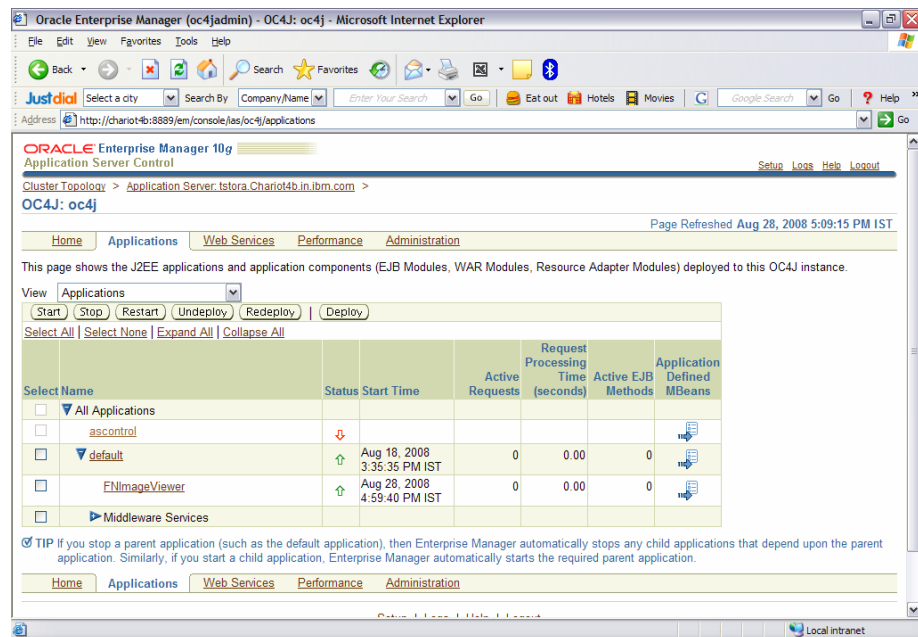 Oracle Enterprise Manager (oc4jadmin) - OC4J: oc4j - Microsoft Internet Explorer
File Edit View Favorites Tools Help
Back Search Favorites
Justdial Select a city Search By Company/Name Enter Your Search Go Eat out Hotels Movies G Google Search Go Help »
Address http://chariot4b:8889/em/console/ias/oc4j/applications Go
ORACLE Enterprise Manager 10g
Application Server Control
Setup Logs Help Logout
Cluster Topology > Application Server: tstora.Chariot4b.in.ibm.com >
OC4J: oc4j
Page Refreshed Aug 28, 2008 5:09:15 PM IST
Home Applications Web Services Performance Administration
This page shows the J2EE applications and application components (EJB Modules, WAR Modules, Resource Adapter Modules) deployed to this OC4J instance.
View Applications
Start Stop Restart Undeploy Redeploy | Deploy
Select All | Select None | Expand All | Collapse All
Select Name Status Start Time Active Requests Request Processing Time (seconds) Active EJB Methods Application Defined MBeans
All Applications
ascontrol
default Aug 18, 2008 3:35:35 PM IST 0 0.00 0
FNImageViewer Aug 28, 2008 4:59:40 PM IST 0 0.00 0
Middleware Services
TIP If you stop a parent application (such as the default application), then Enterprise Manager automatically stops any child applications that depend upon the parent
application. Similarly, if you start a child application, Enterprise Manager automatically starts the required parent application.
Home Applications Web Services Performance Administration
Setup | Logs | Help | Logout
Local intranet